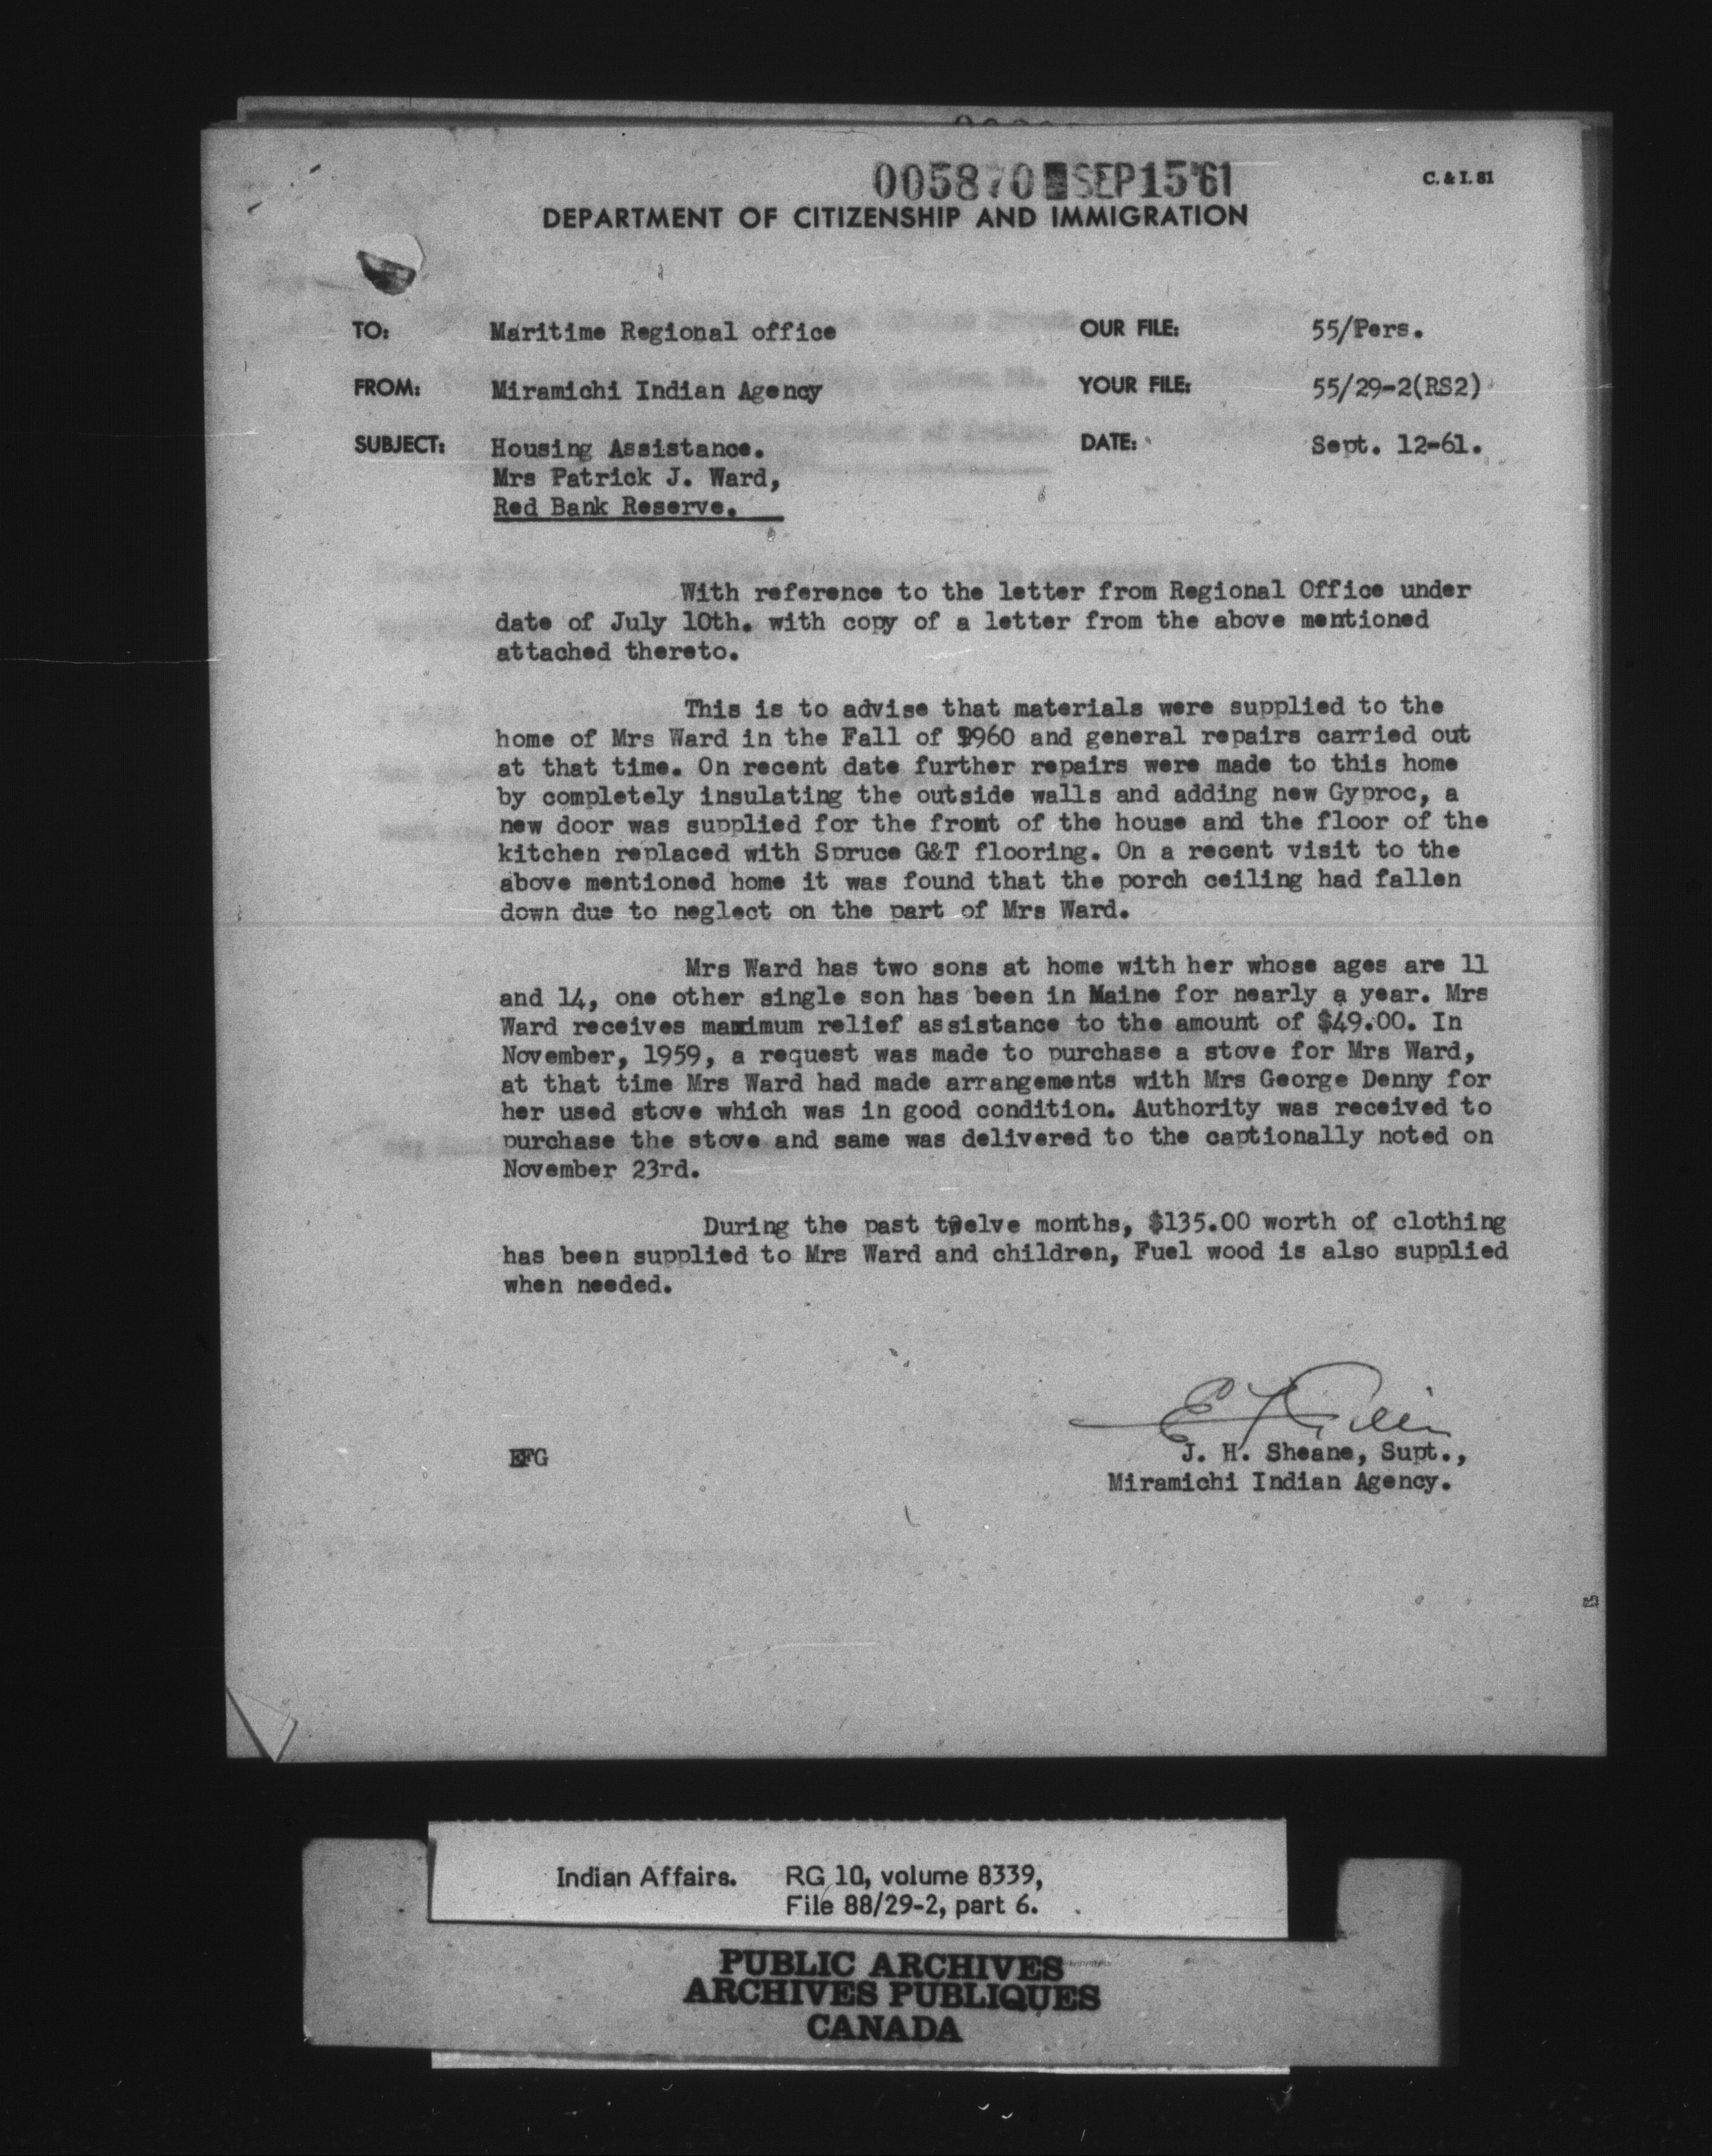 005870 SEP 15'61
C. & I. 81
DEPARTMENT OF CITIZENSHIP AND IMMIGRATION
TO: Maritime Regional office OUR FILE: 55/Pers.
FROM: Miramichi Indian Agency YOUR FILE: 55/29-2(RS2)
SUBJECT: Housing Assistance. DATE: Sept. 12-61.
Mrs Patrick J. Ward,
Red Bank Reserve.
With reference to the letter from Regional Office under
date of July 10th. with copy of a letter from the above mentioned
attached thereto.
This is to advise that materials were supplied to the
home of Mrs Ward in the Fall of 1960 and general repairs carried out
at that time. On recent date further repairs were made to this home
by completely insulating the outside walls and adding new Gyproc, a
new door was supplied for the front of the house and the floor of the
kitchen replaced with Spruce G&T flooring. On a recent visit to the
above mentioned home it was found that the porch ceiling had fallen
down due to neglect on the part of Mrs Ward.
Mrs Ward has two sons at home with her whose ages are 11
and 14, one other single son has been in Maine for nearly a year. Mrs
Ward receives maximum relief assistance to the amount of $49.00. In
November, 1959, a request was made to purchase a stove for Mrs Ward,
at that time Mrs Ward had made arrangements with Mrs George Denny for
her used stove which was in good condition. Authority was received to
purchase the stove and same was delivered to the captionally noted on
November 23rd.
During the past twelve months, $135.00 worth of clothing
has been supplied to Mrs Ward and children, Fuel wood is also supplied
when needed.
EFG
J. H. Sheane, Supt.,
Miramichi Indian Agency.
Indian Affairs. RG 10, volume 8339,
File 88/29-2, part 6.
PUBLIC ARCHIVES
ARCHIVES PUBLIQUES
CANADA